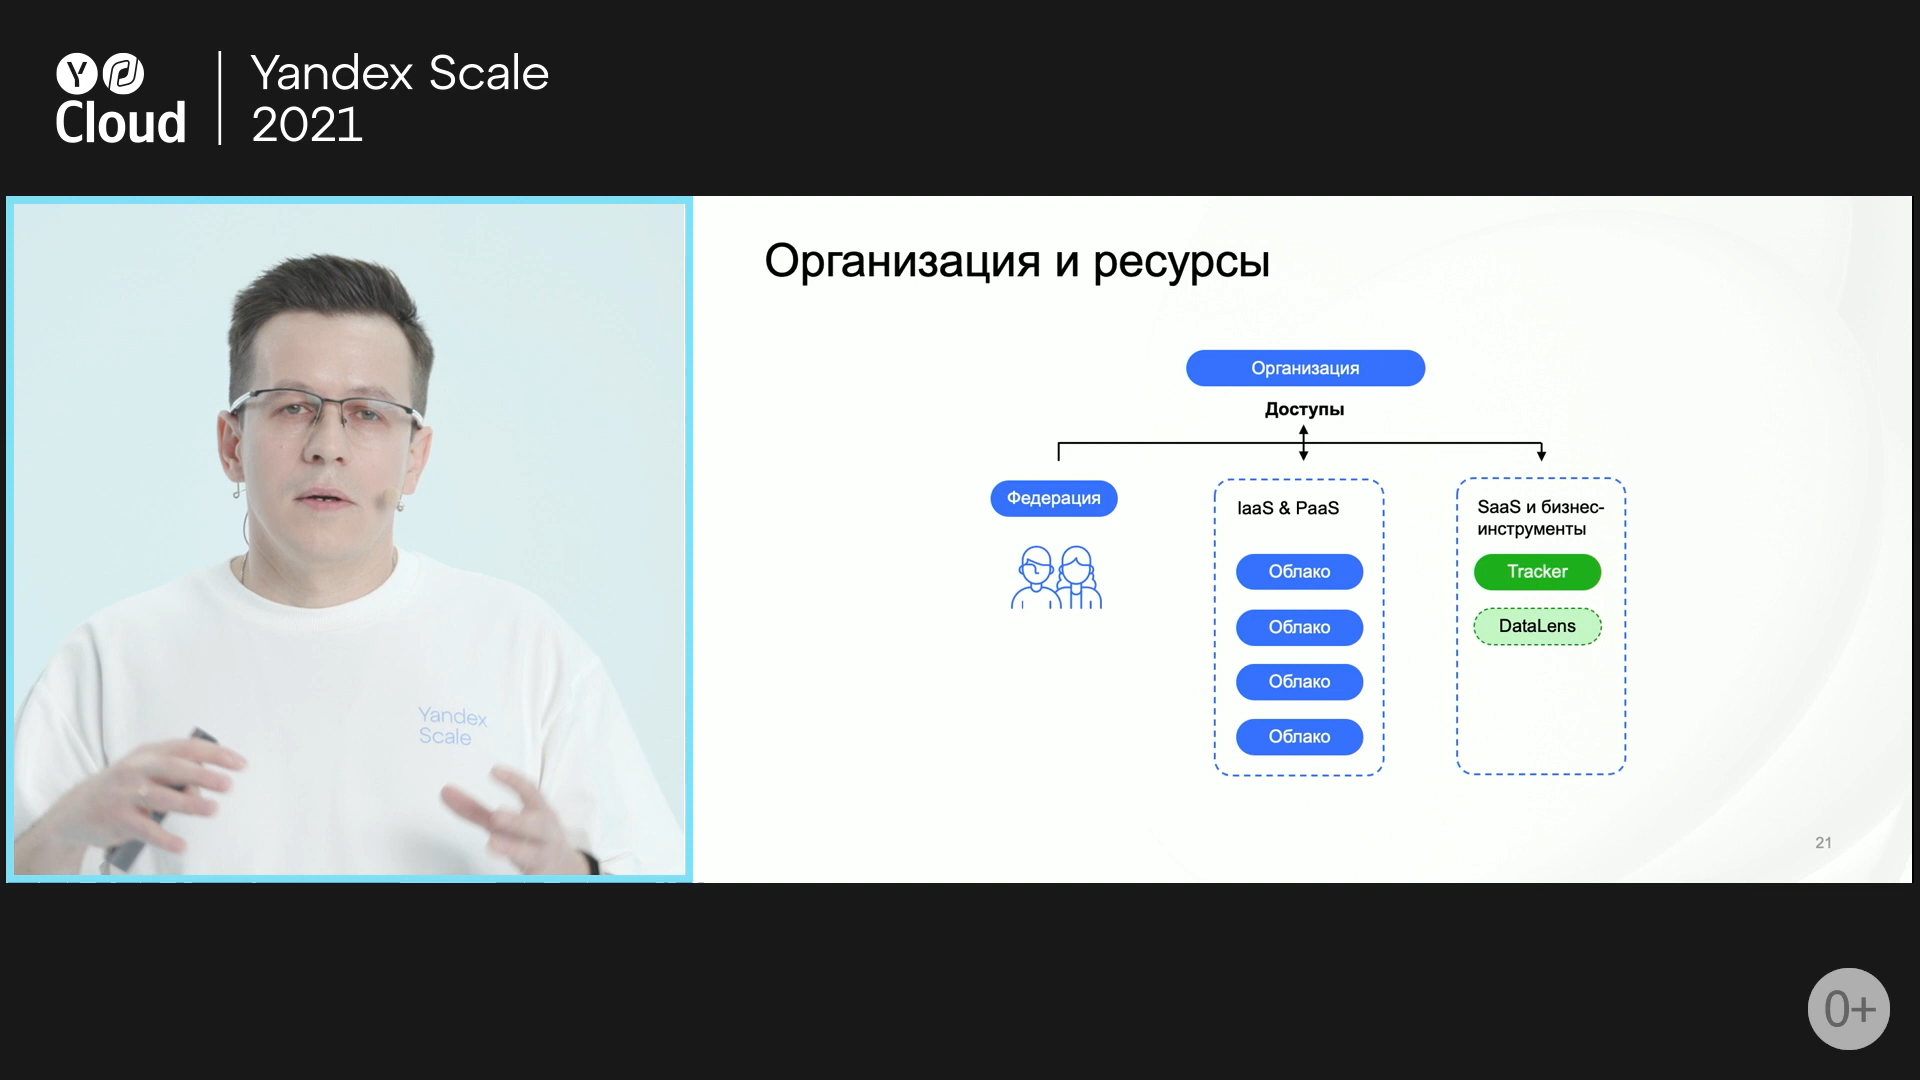 Cloud
Yandex Scale
2021
Yandex
Scale
Организация и ресурсы
Организация
Доступы
Федерация
IaaS & PaaS
Облако
Облако
Облако
Облако
SaaS и бизнес-
инструменты
Tracker
DataLens
21
0+